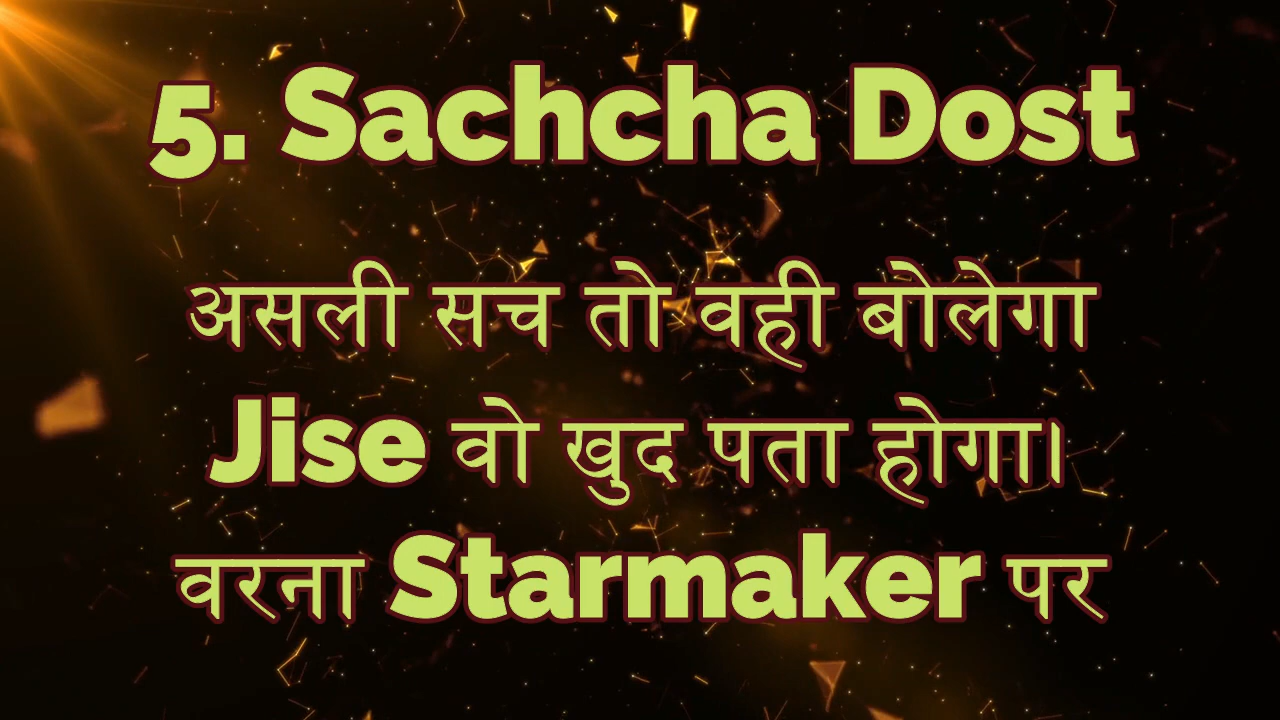 5. Sachcha Dost
असली सच तो वही बोलेगा
Jise वो खुद पता होगा।
वरना Starmaker पर